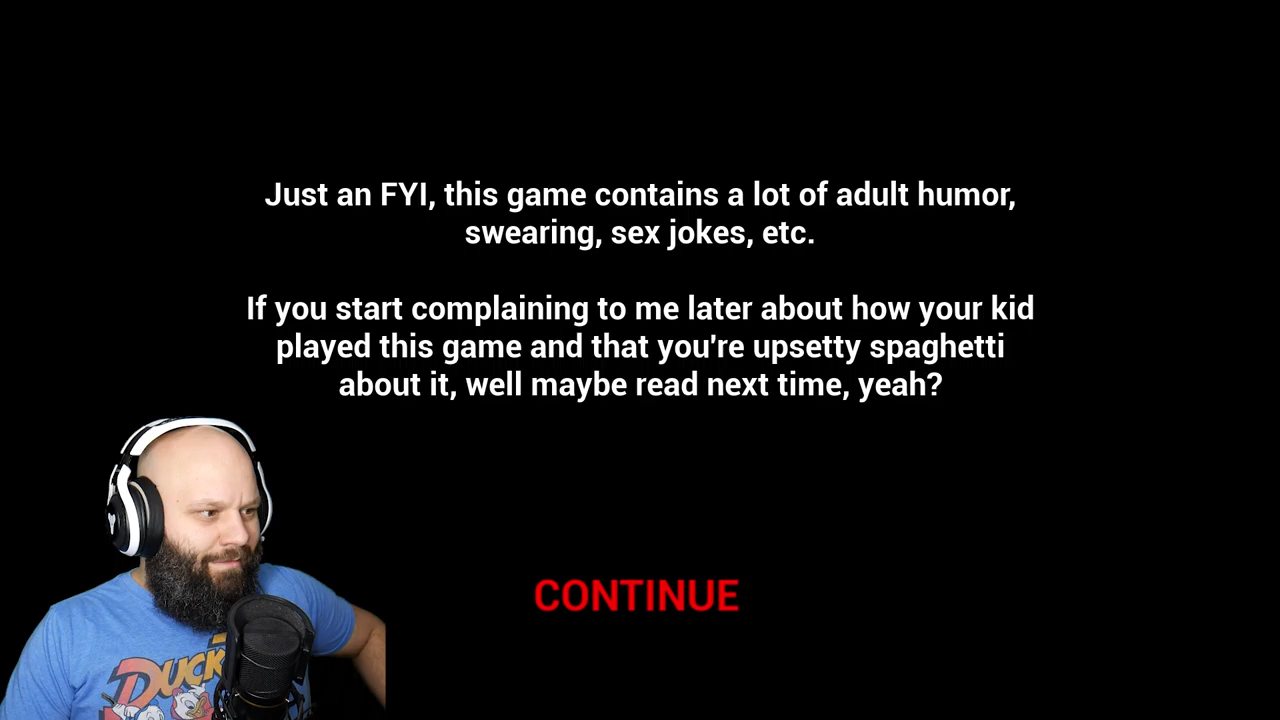 Just an FYI, this game contains a lot of adult humor,
swearing, sex jokes, etc.
If you start complaining to me later about how your kid
played this game and that you're upsetty spaghetti
about it, well maybe read next time, yeah?
CONTINUE
DUCK